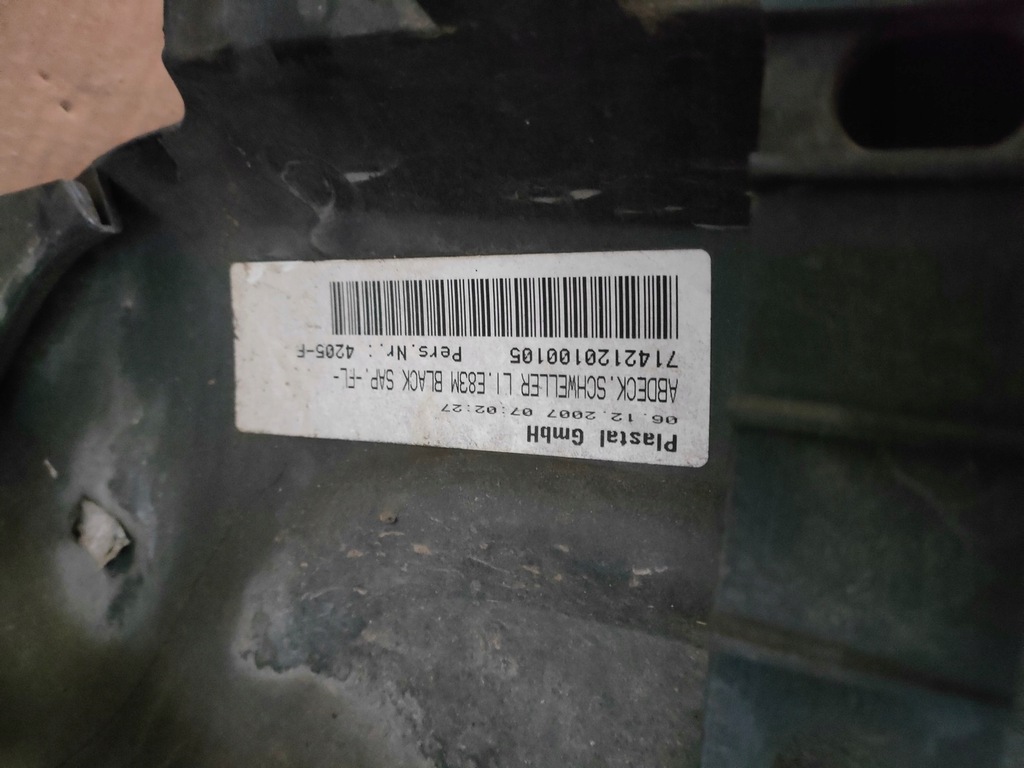 Plastal GmbH
06.12.2007 07:02:27
ABDECK.SCHWELLER LI.E83M BLACK SAP.-FL-
7142120100105 Pers.Nr.: 4205-F